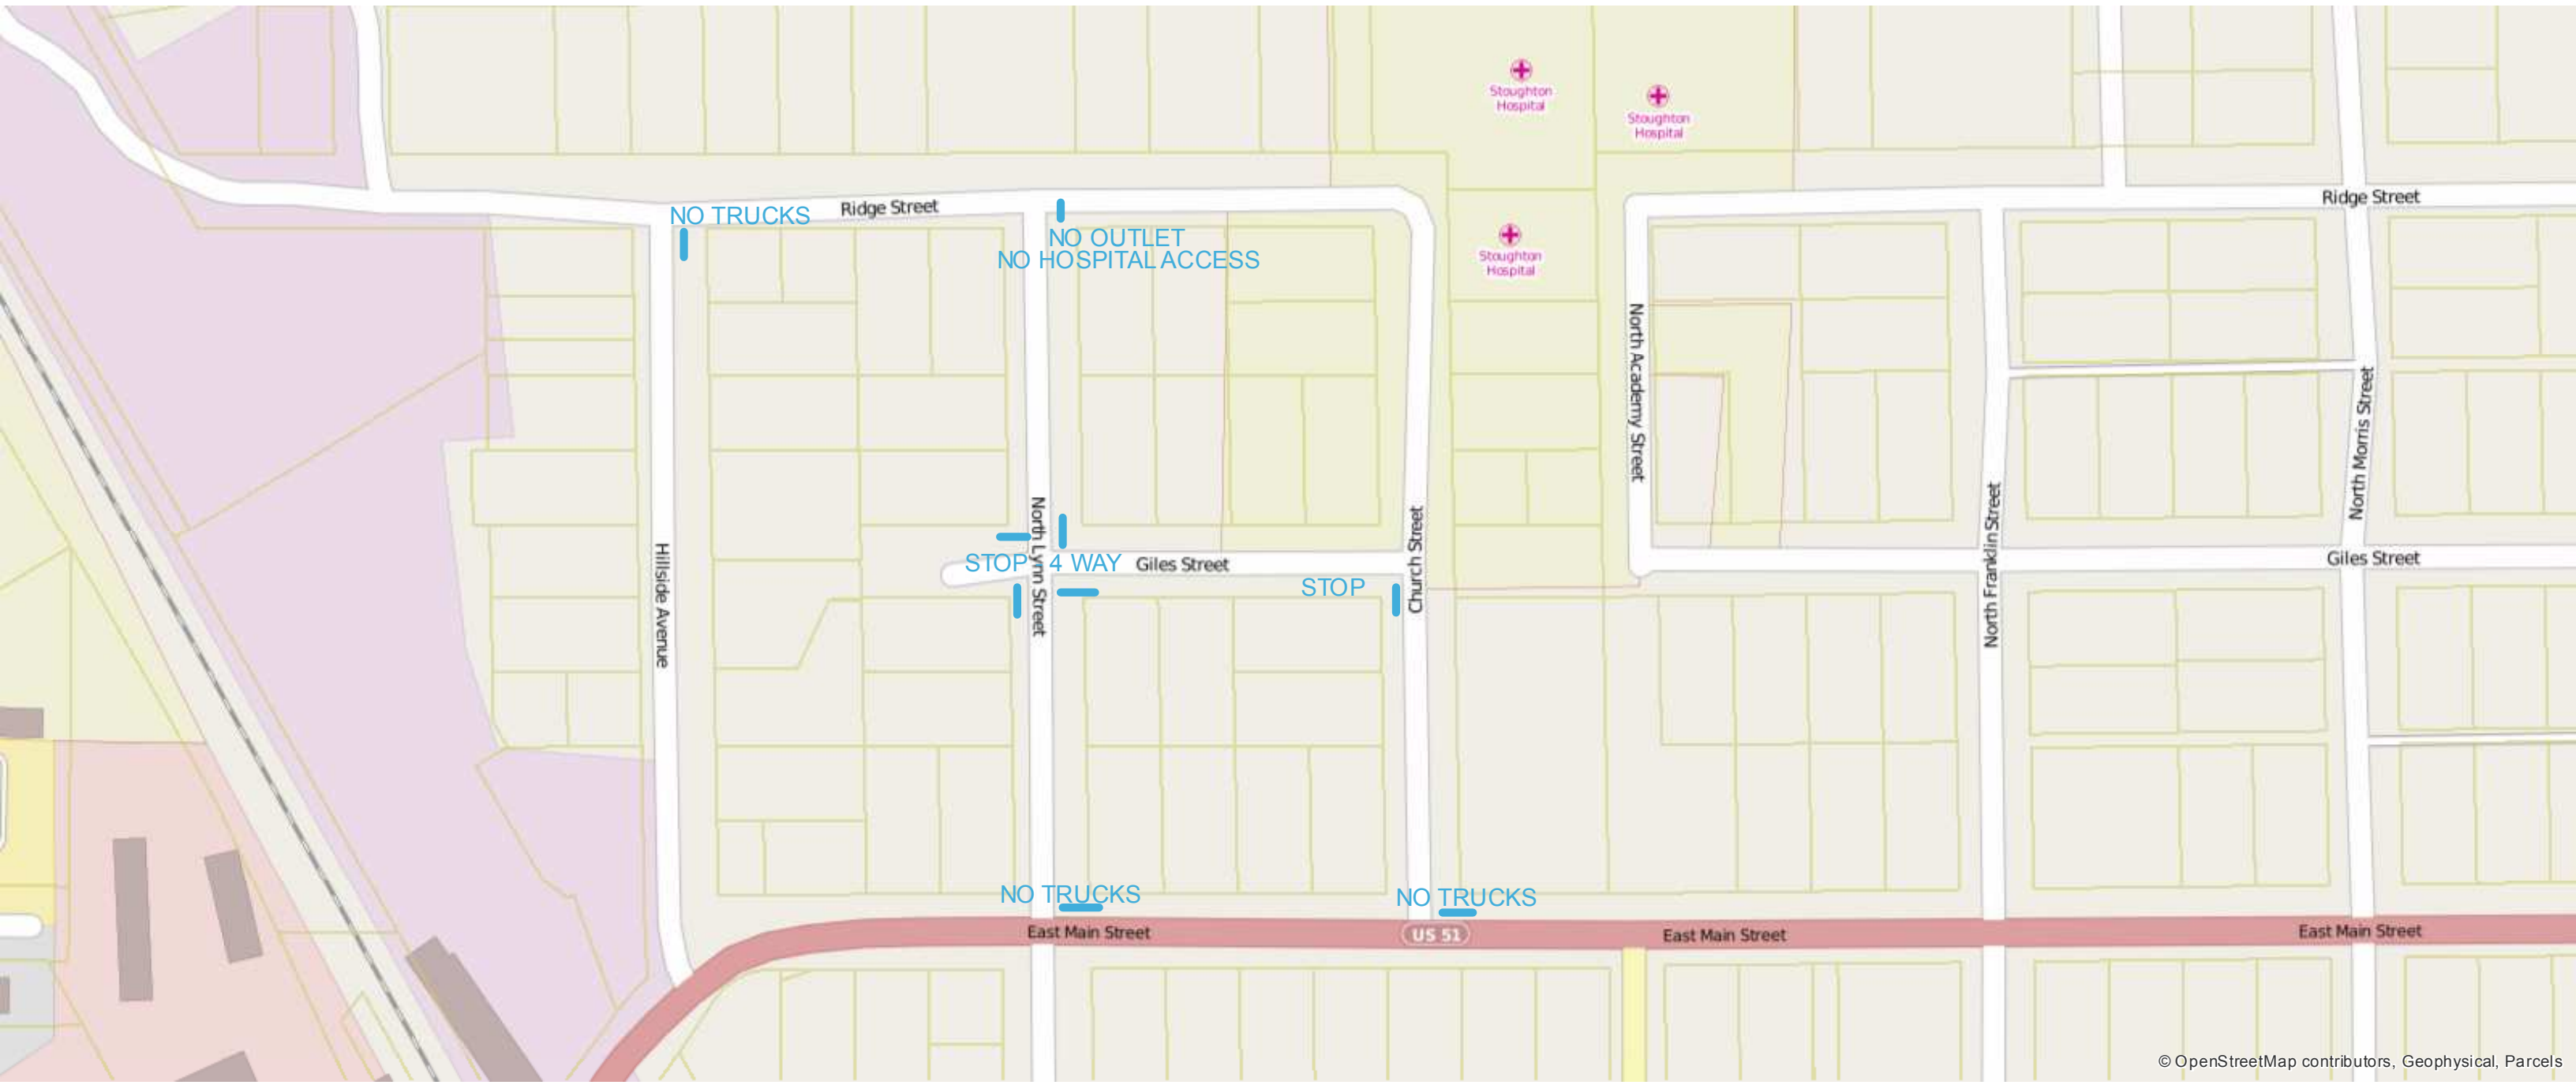 Stoughton
Hospital
Stoughton
Hospital
Ridge Street
NO TRUCKS
Ridge Street
NO OUTLET
NO HOSPITAL ACCESS
Stoughton
Hospital
North Academy Street
North Morris Street
North Lynn Street
Church Street
North Franklin Street
Hillside Avenue
STOP 4 WAY
Giles Street
Giles Street
STOP
NO TRUCKS
NO TRUCKS
East Main Street
US 51
East Main Street
East Main Street
© OpenStreetMap contributors, Geophysical, Parcels